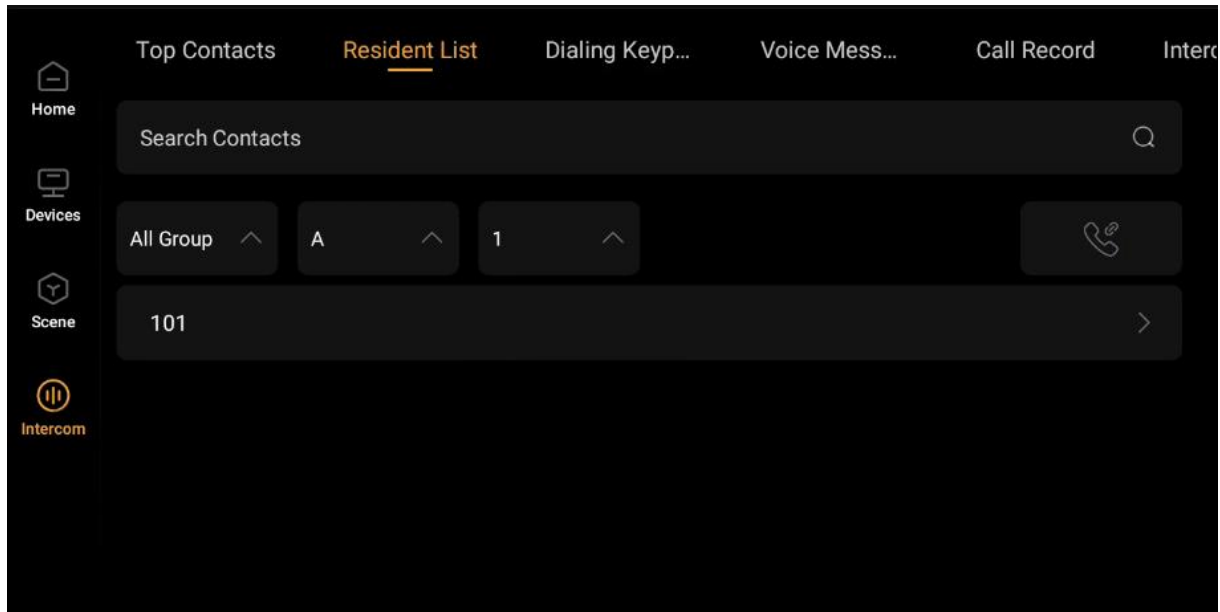 Top Contacts Resident List Dialing Keyp... Voice Mess... Call Record Interc
Home
Search Contacts
Devices
All Group A 1
Scene
101
Intercom